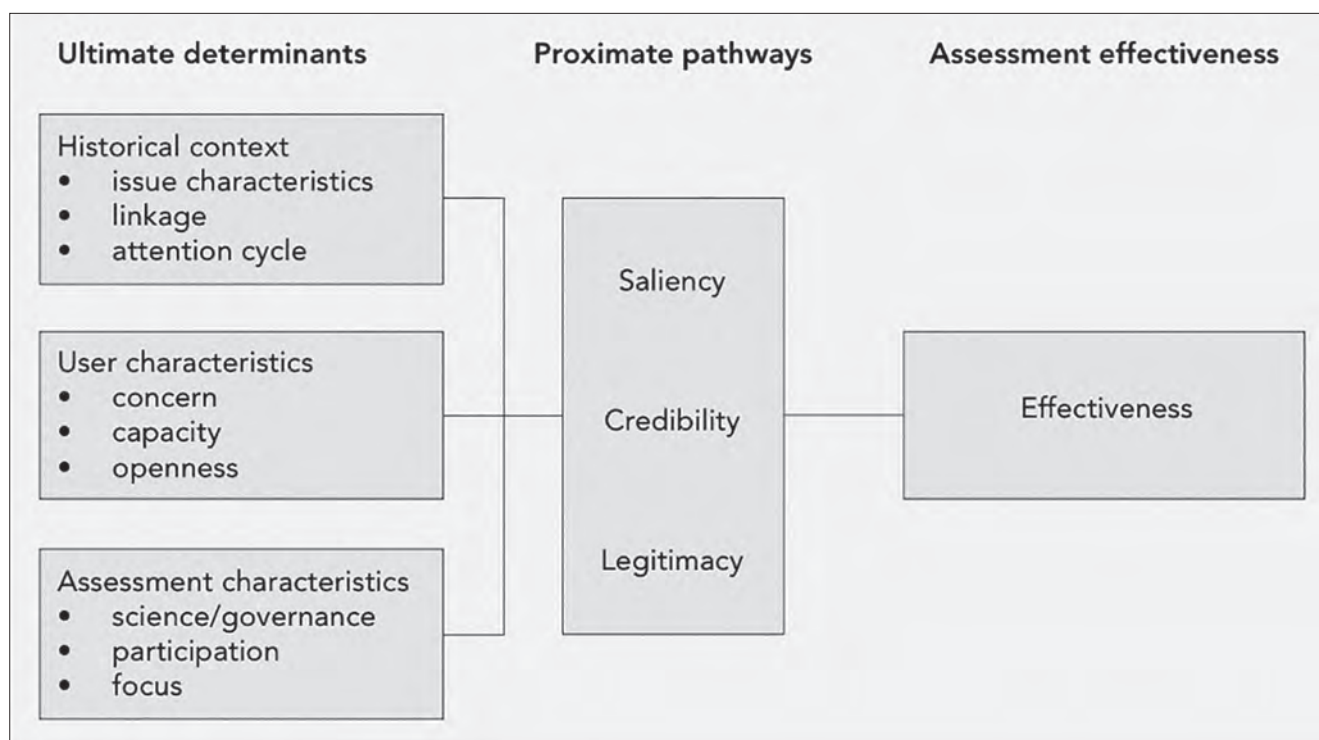 Ultimate determinants
Proximate pathways
Assessment effectiveness
Historical context
• issue characteristics
• linkage
• attention cycle
User characteristics
• concern
• capacity
• openness
Assessment characteristics
• science/governance
• participation
• focus
Saliency
Credibility
Legitimacy
Effectiveness